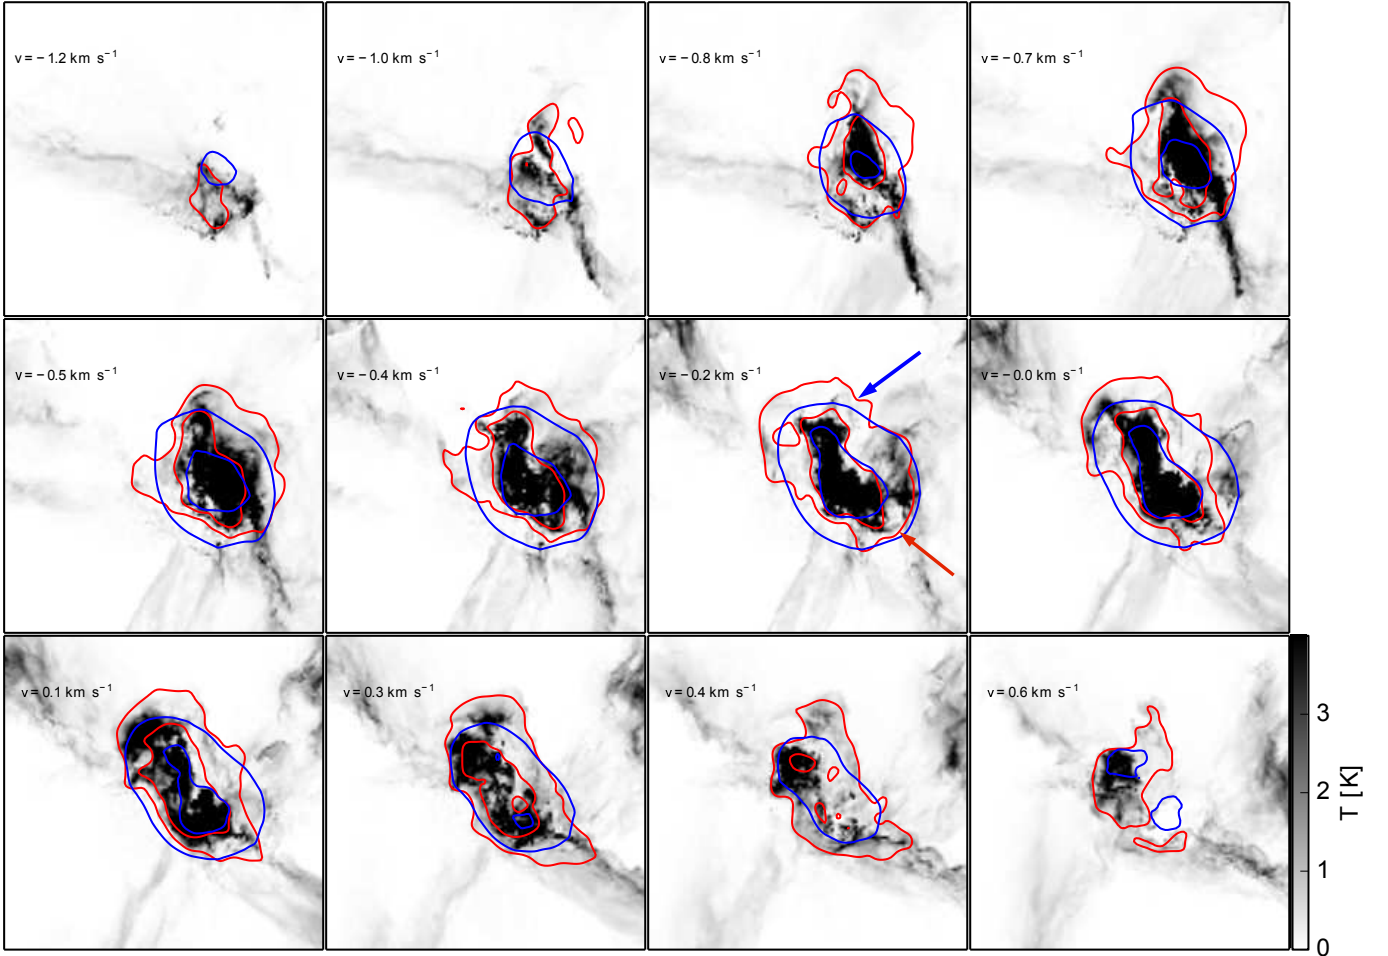 v = − 1.2 km s⁻¹
v = − 1.0 km s⁻¹
v = − 0.8 km s⁻¹
v = − 0.7 km s⁻¹
v = − 0.5 km s⁻¹
v = − 0.4 km s⁻¹
v = − 0.2 km s⁻¹
v = − 0.0 km s⁻¹
v = 0.1 km s⁻¹
v = 0.3 km s⁻¹
v = 0.4 km s⁻¹
v = 0.6 km s⁻¹
3
2
1
0
T [K]